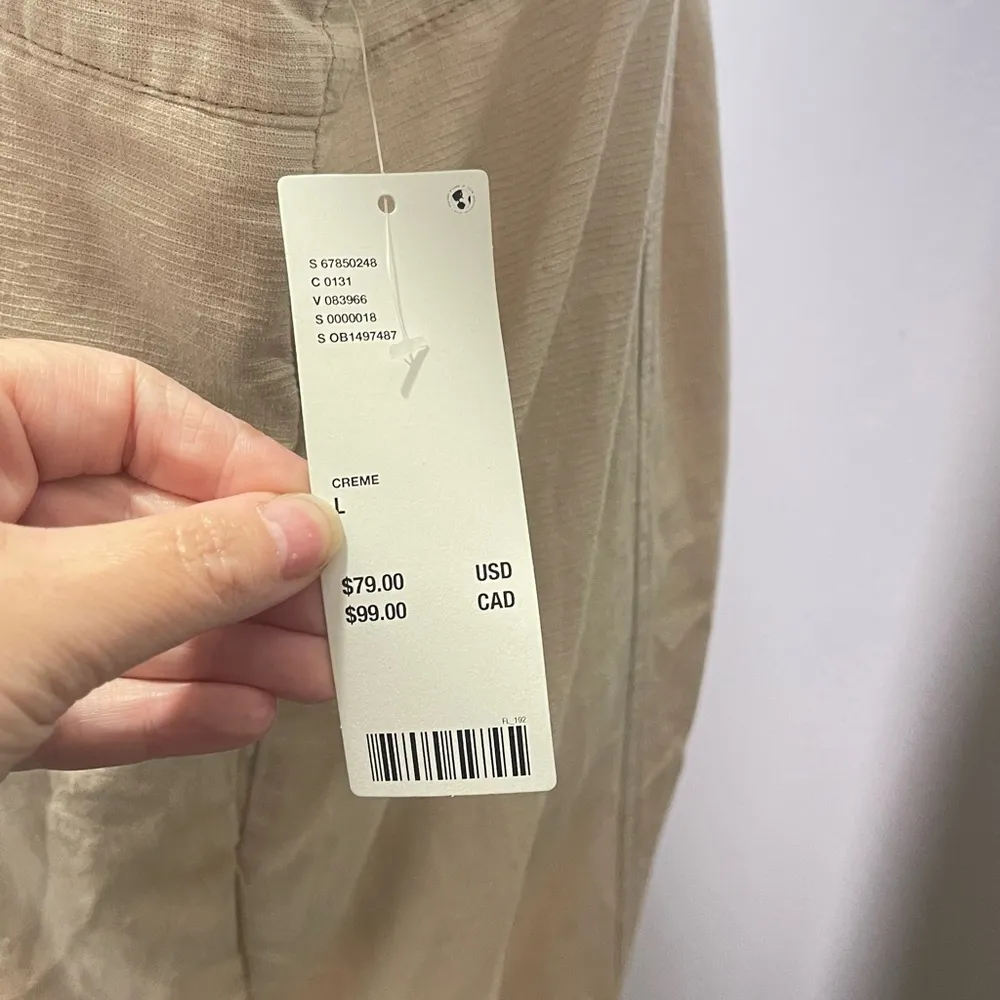 S 67850248
C 0131
V 083966
S 0000018
S OB1497487
CREME
L
$79.00 USD
$99.00 CAD
FL_192